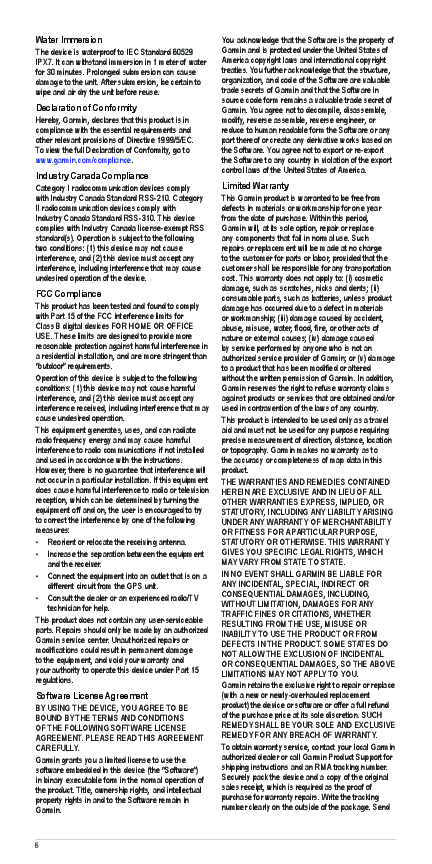 Water Immersion
The device is waterproof to IEC Standard 60529
IPX7. It can withstand immersion in 1 meter of water
for 30 minutes. Prolonged submersion can cause
damage to the unit. After submersion, be certain to
wipe and air dry the unit before reuse.
Declaration of Conformity
Hereby, Garmin, declares that this product is in
compliance with the essential requirements and
other relevant provisions of Directive 1999/5/EC.
To view the full Declaration of Conformity, go to
www.garmin.com/compliance.
Industry Canada Compliance
Category I radiocommunication devices comply
with Industry Canada Standard RSS-210. Category
II radiocommunication devices comply with
Industry Canada Standard RSS-310. This device
complies with Industry Canada license-exempt RSS
standard(s). Operation is subject to the following
two conditions: (1) this device may not cause
interference, and (2) this device must accept any
interference, including interference that may cause
undesired operation of the device.
FCC Compliance
This product has been tested and found to comply
with Part 15 of the FCC interference limits for
Class B digital devices FOR HOME OR OFFICE
USE. These limits are designed to provide more
reasonable protection against harmful interference in
a residential installation, and are more stringent than
"outdoor" requirements.
Operation of this device is subject to the following
conditions: (1) this device may not cause harmful
interference, and (2) this device must accept any
interference received, including interference that may
cause undesired operation.
This equipment generates, uses, and can radiate
radio frequency energy and may cause harmful
interference to radio communications if not installed
and used in accordance with the instructions.
However, there is no guarantee that interference will
not occur in a particular installation. If this equipment
does cause harmful interference to radio or television
reception, which can be determined by turning the
equipment off and on, the user is encouraged to try
to correct the interference by one of the following
measures:
• Reorient or relocate the receiving antenna.
• Increase the separation between the equipment
and the receiver.
• Connect the equipment into an outlet that is on a
different circuit from the GPS unit.
• Consult the dealer or an experienced radio/TV
technician for help.
This product does not contain any user-serviceable
parts. Repairs should only be made by an authorized
Garmin service center. Unauthorized repairs or
modifications could result in permanent damage
to the equipment, and void your warranty and
your authority to operate this device under Part 15
regulations.
Software License Agreement
BY USING THE DEVICE, YOU AGREE TO BE
BOUND BY THE TERMS AND CONDITIONS
OF THE FOLLOWING SOFTWARE LICENSE
AGREEMENT. PLEASE READ THIS AGREEMENT
CAREFULLY.
Garmin grants you a limited license to use the
software embedded in this device (the "Software")
in binary executable form in the normal operation of
the product. Title, ownership rights, and intellectual
property rights in and to the Software remain in
Garmin.
You acknowledge that the Software is the property of
Garmin and is protected under the United States of
America copyright laws and international copyright
treaties. You further acknowledge that the structure,
organization, and code of the Software are valuable
trade secrets of Garmin and that the Software in
source code form remains a valuable trade secret of
Garmin. You agree not to decompile, disassemble,
modify, reverse assemble, reverse engineer, or
reduce to human readable form the Software or any
part thereof or create any derivative works based on
the Software. You agree not to export or re-export
the Software to any country in violation of the export
control laws of the United States of America.
Limited Warranty
This Garmin product is warranted to be free from
defects in materials or workmanship for one year
from the date of purchase. Within this period,
Garmin will, at its sole option, repair or replace
any components that fail in normal use. Such
repairs or replacement will be made at no charge
to the customer for parts or labor, provided that the
customer shall be responsible for any transportation
cost. This warranty does not apply to: (i) cosmetic
damage, such as scratches, nicks and dents; (ii)
consumable parts, such as batteries, unless product
damage has occurred due to a defect in materials
or workmanship; (iii) damage caused by accident,
abuse, misuse, water, flood, fire, or other acts of
nature or external causes; (iv) damage caused
by service performed by anyone who is not an
authorized service provider of Garmin; or (v) damage
to a product that has been modified or altered
without the written permission of Garmin. In addition,
Garmin reserves the right to refuse warranty claims
against products or services that are obtained and/or
used in contravention of the laws of any country.
This product is intended to be used only as a travel
aid and must not be used for any purpose requiring
precise measurement of direction, distance, location
or topography. Garmin makes no warranty as to
the accuracy or completeness of map data in this
product.
THE WARRANTIES AND REMEDIES CONTAINED
HEREIN ARE EXCLUSIVE AND IN LIEU OF ALL
OTHER WARRANTIES EXPRESS, IMPLIED, OR
STATUTORY, INCLUDING ANY LIABILITY ARISING
UNDER ANY WARRANTY OF MERCHANTABILITY
OR FITNESS FOR A PARTICULAR PURPOSE,
STATUTORY OR OTHERWISE. THIS WARRANTY
GIVES YOU SPECIFIC LEGAL RIGHTS, WHICH
MAY VARY FROM STATE TO STATE.
IN NO EVENT SHALL GARMIN BE LIABLE FOR
ANY INCIDENTAL, SPECIAL, INDIRECT OR
CONSEQUENTIAL DAMAGES, INCLUDING,
WITHOUT LIMITATION, DAMAGES FOR ANY
TRAFFIC FINES OR CITATIONS, WHETHER
RESULTING FROM THE USE, MISUSE OR
INABILITY TO USE THE PRODUCT OR FROM
DEFECTS IN THE PRODUCT. SOME STATES DO
NOT ALLOW THE EXCLUSION OF INCIDENTAL
OR CONSEQUENTIAL DAMAGES, SO THE ABOVE
LIMITATIONS MAY NOT APPLY TO YOU.
Garmin retains the exclusive right to repair or replace
(with a new or newly-overhauled replacement
product) the device or software or offer a full refund
of the purchase price at its sole discretion. SUCH
REMEDY SHALL BE YOUR SOLE AND EXCLUSIVE
REMEDY FOR ANY BREACH OF WARRANTY.
To obtain warranty service, contact your local Garmin
authorized dealer or call Garmin Product Support for
shipping instructions and an RMA tracking number.
Securely pack the device and a copy of the original
sales receipt, which is required as the proof of
purchase for warranty repairs. Write the tracking
number clearly on the outside of the package. Send
6